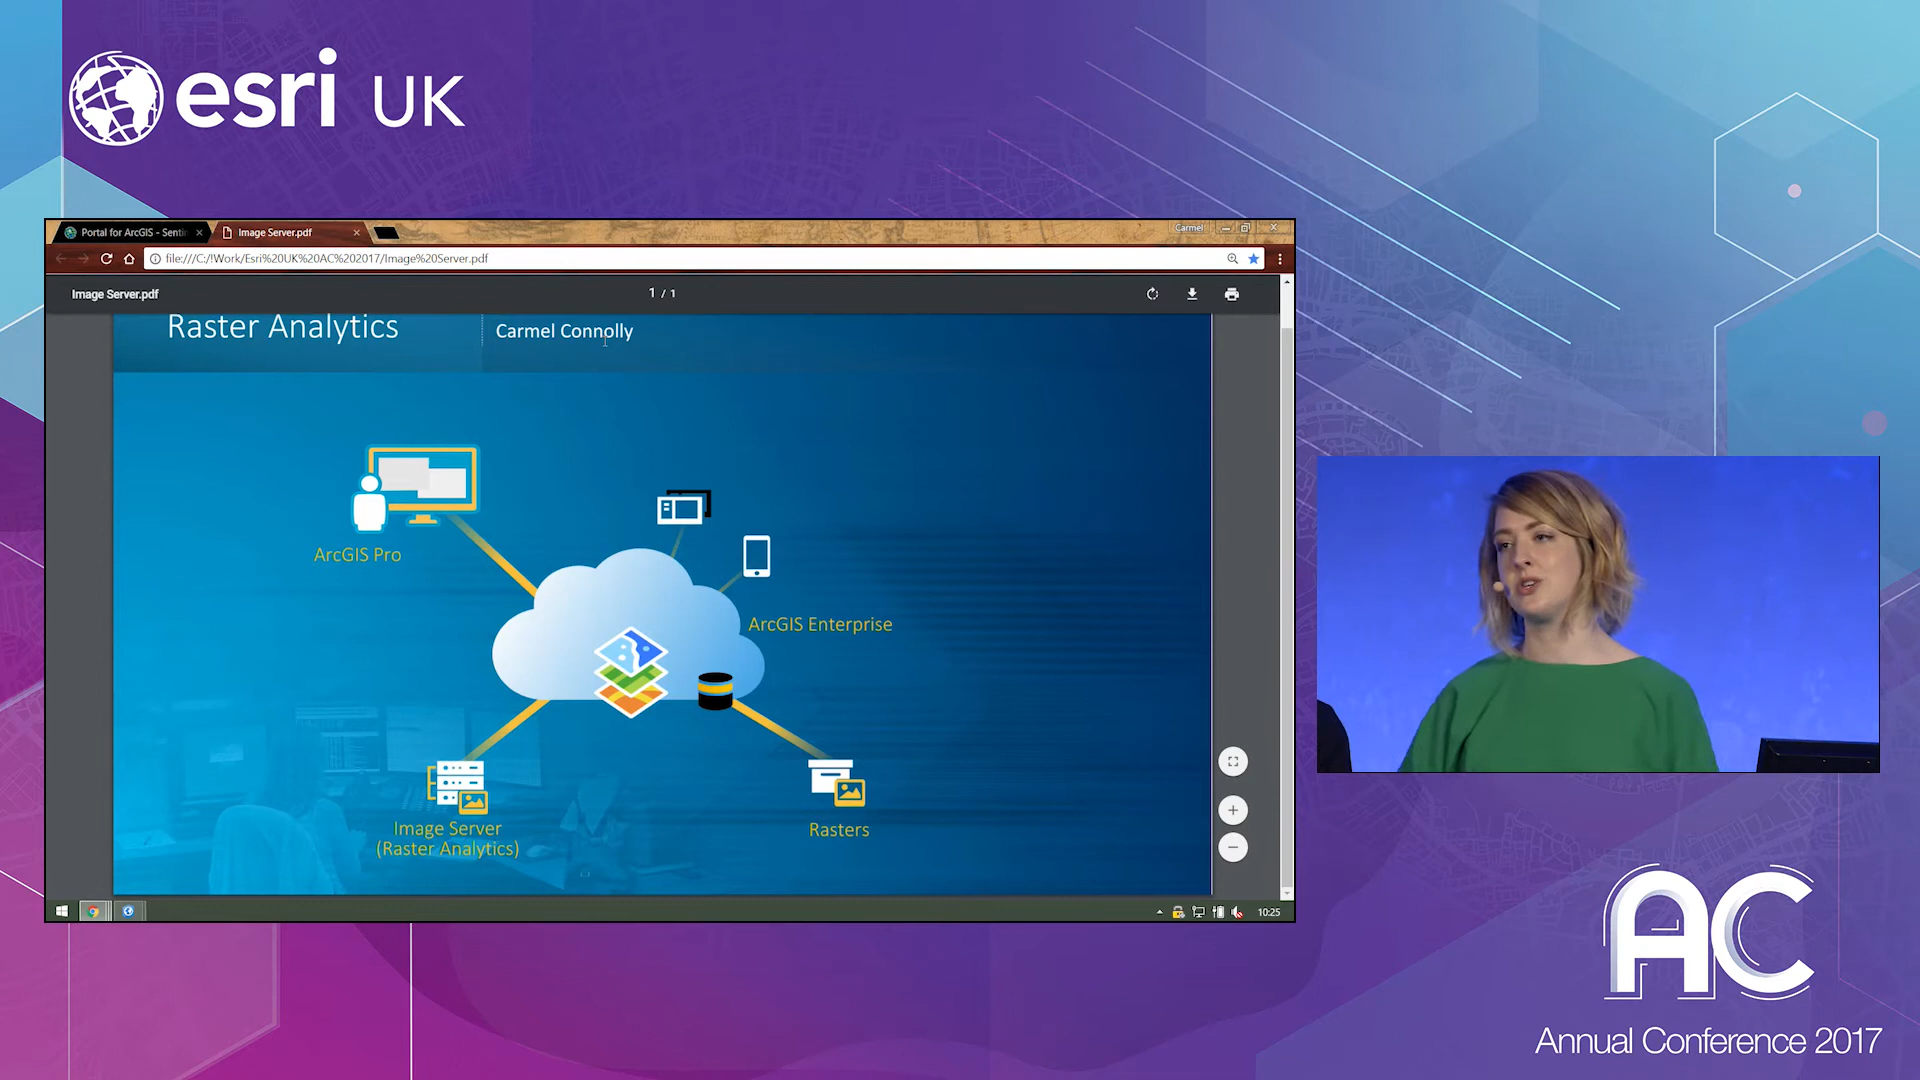 esri UK
Portal for ArcGIS - Senti
Image Server.pdf
Carmel
file:///C:/!Work/Esri%20UK%20AC%202017/Image%20Server.pdf
Image Server.pdf
1 / 1
Raster Analytics
Carmel Connolly
ArcGIS Pro
ArcGIS Enterprise
Image Server
(Raster Analytics)
Rasters
10:25
AC
Annual Conference 2017